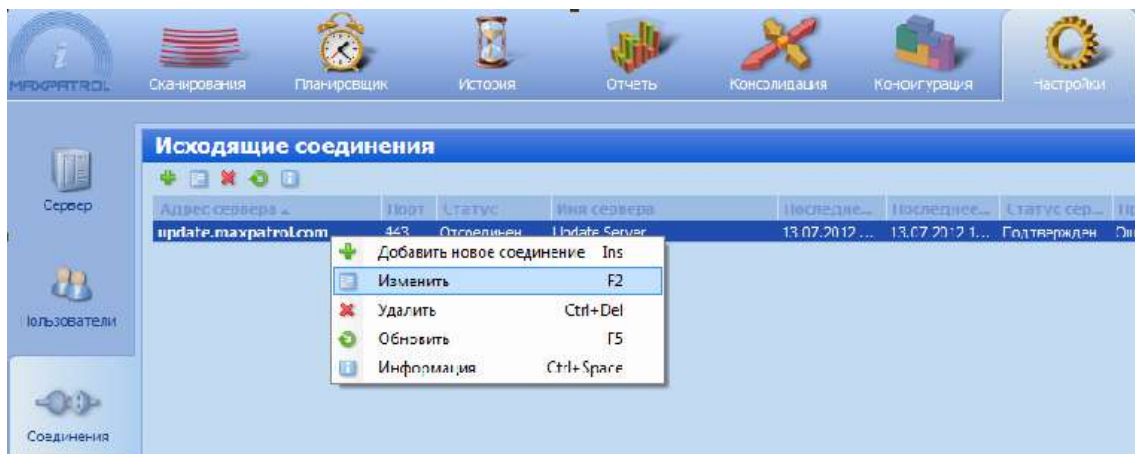 MAXPATROL
Сканирования
Планировщик
История
Отчеты
Консолидация
Конфигурация
Настройки
Исходящие соединения
Сервер
Адрес сервера Порт Статус Имя сервера Последне... Последнее... Статус сер...
update.maxpatrol.com 443 Отсоединен Update Server 13.07.2012 ... 13.07.2012 1... Подтвержден
Добавить новое соединение Ins
Изменить F2
Удалить Ctrl+Del
Обновить F5
Информация Ctrl+Space
Пользователи
Соединения